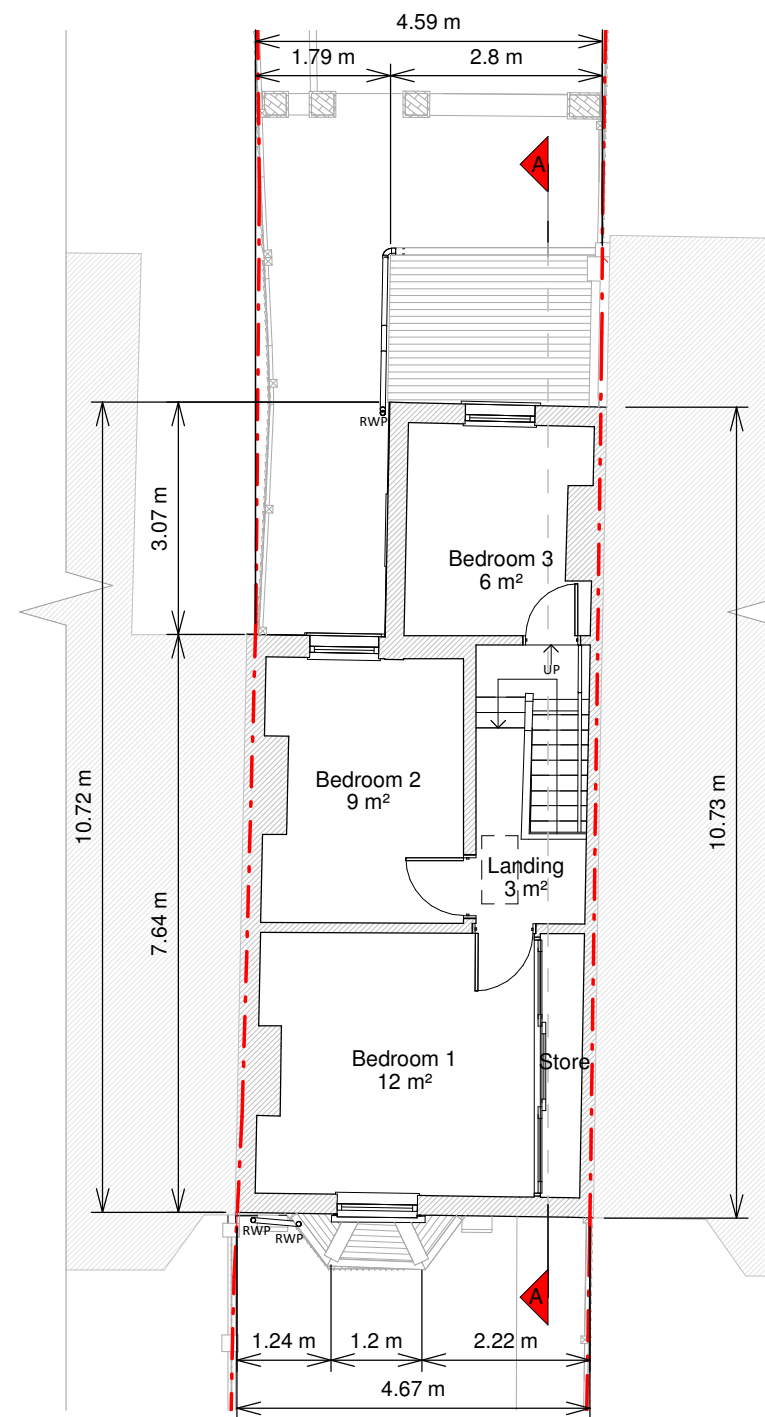 4.59 m
1.79 m
2.8 m
A
RWP
3.07 m
Bedroom 3
6 m²
UP
10.72 m
Bedroom 2
9 m²
10.73 m
Landing
3 m²
7.64 m
Bedroom 1
12 m²
Store
RWP
RWP
A
1.24 m
1.2 m
2.22 m
4.67 m